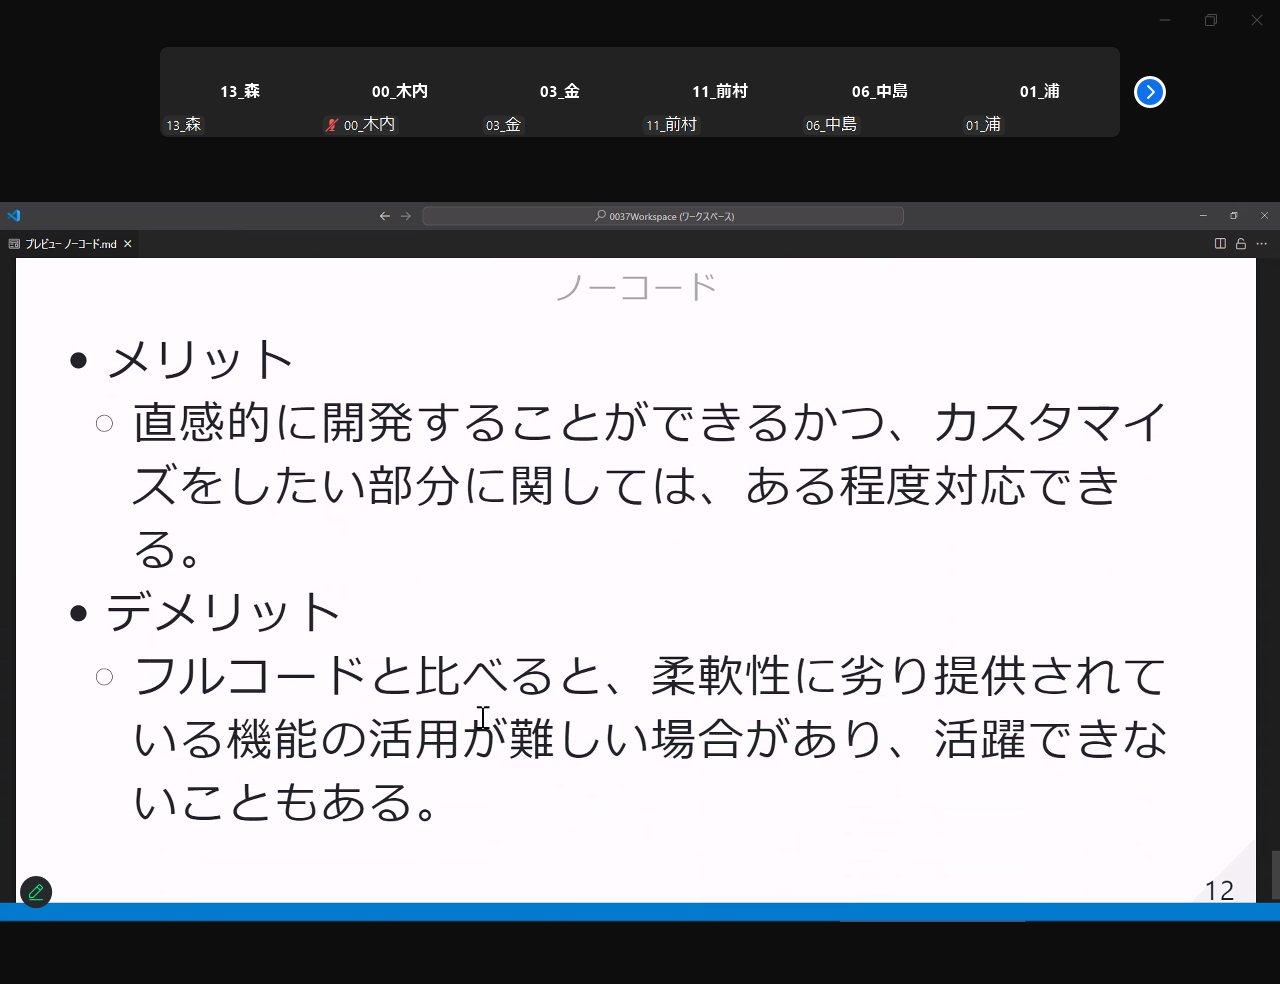 13_森 00_木内 03_金 11_前村 06_中島 01_浦
13_森 00_木内 03_金 11_前村 06_中島 01_浦
0037Workspace (ワークスペース)
プレビュー ノーコード.md
ノーコード
メリット
直感的に開発することができるかつ、カスタマイ
ズをしたい部分に関しては、ある程度対応でき
る。
デメリット
フルコードと比べると、柔軟性に劣り提供されて
いる機能の活用が難しい場合があり、活躍できな
いこともある。
12